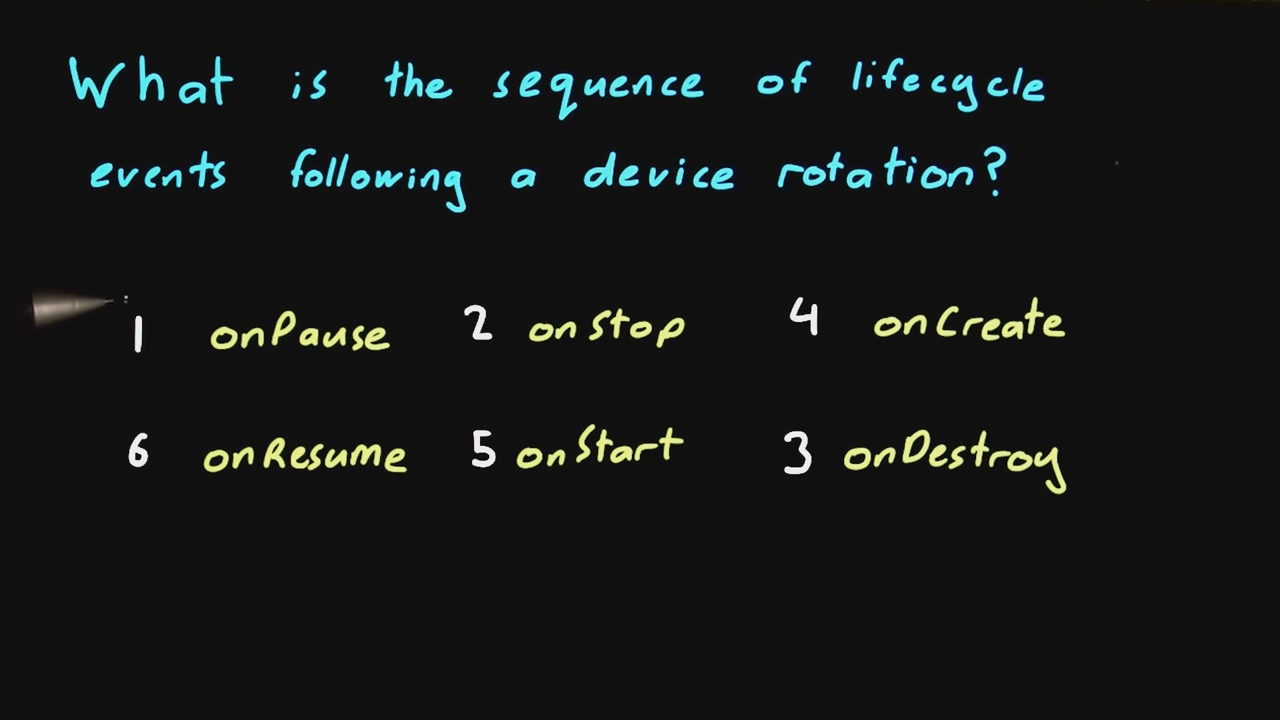 What is the sequence of lifecycle
events following a device rotation?
1 onPause 2 onStop 4 onCreate
6 onResume 5 onStart 3 onDestroy